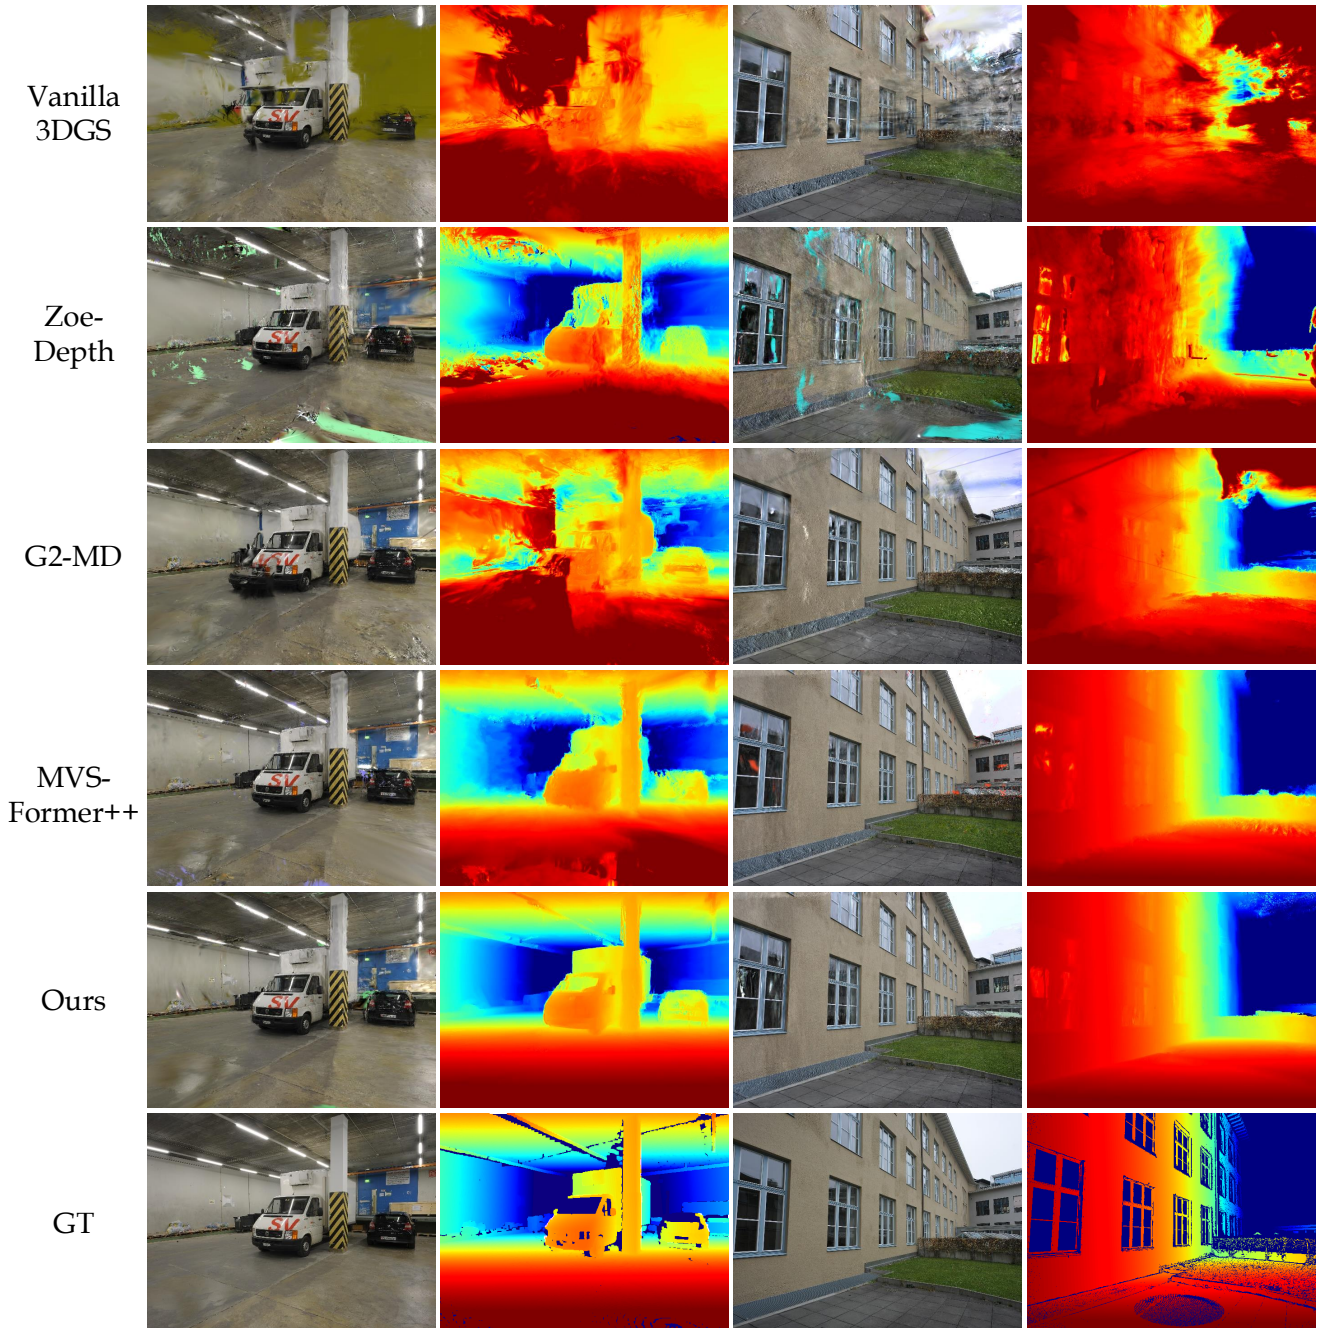 Vanilla
3DGS
Zoe-
Depth
G2-MD
MVS-
Former++
Ours
GT